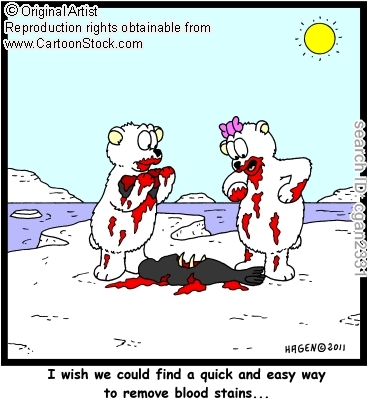 © Original Artist
Reproduction rights obtainable from
www.CartoonStock.com
search ID: cgan2331
HAGEN©2011
I wish we could find a quick and easy way
to remove blood stains...